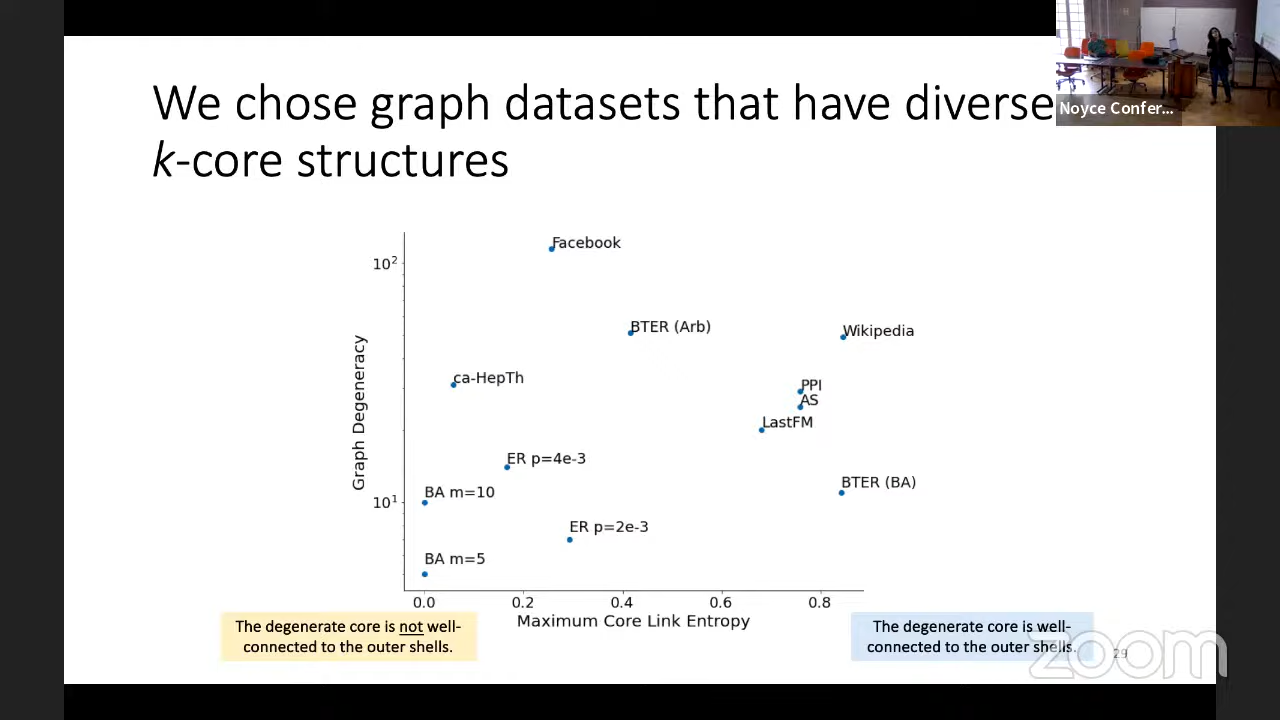 We chose graph datasets that have diverse
k-core structures
Noyce Confer...
Facebook
10²
BTER (Arb)
Wikipedia
ca-HepTh
PPI
AS
LastFM
Graph Degeneracy
ER p=4e-3
BTER (BA)
BA m=10
10¹
ER p=2e-3
BA m=5
0.0 0.2 0.4 0.6 0.8
Maximum Core Link Entropy
The degenerate core is not well-
connected to the outer shells.
The degenerate core is well-
connected to the outer shells.
29
zoom